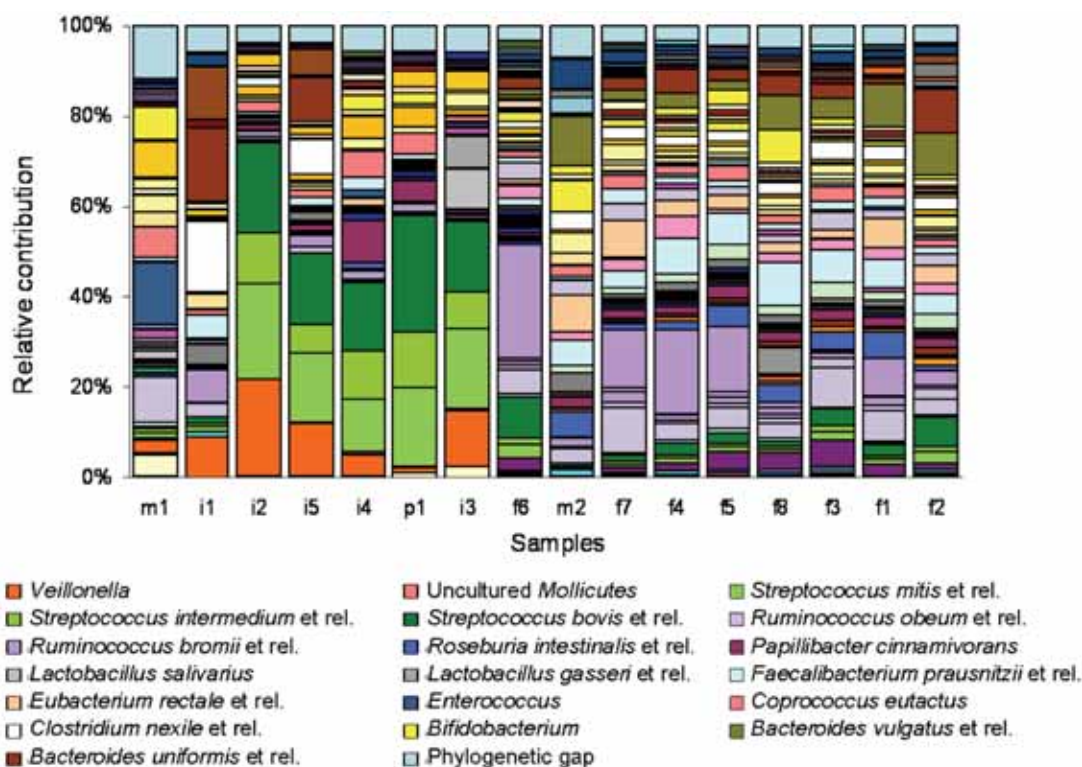 100%
80%
60%
40%
20%
0%
Relative contribution
m1 i1 i2 i5 i4 p1 i3 f6 m2 f7 f4 f5 f8 f3 f1 f2
Samples
Veillonella
Streptococcus intermedium et rel.
Ruminococcus bromii et rel.
Lactobacillus salivarius
Eubacterium rectale et rel.
Clostridium nexile et rel.
Bacteroides uniformis et rel.
Uncultured Mollicutes
Streptococcus bovis et rel.
Roseburia intestinalis et rel.
Lactobacillus gasseri et rel.
Enterococcus
Bifidobacterium
Phylogenetic gap
Streptococcus mitis et rel.
Ruminococcus obeum et rel.
Papillibacter cinnamivorans
Faecalibacterium prausnitzii et rel.
Coprococcus eutactus
Bacteroides vulgatus et rel.